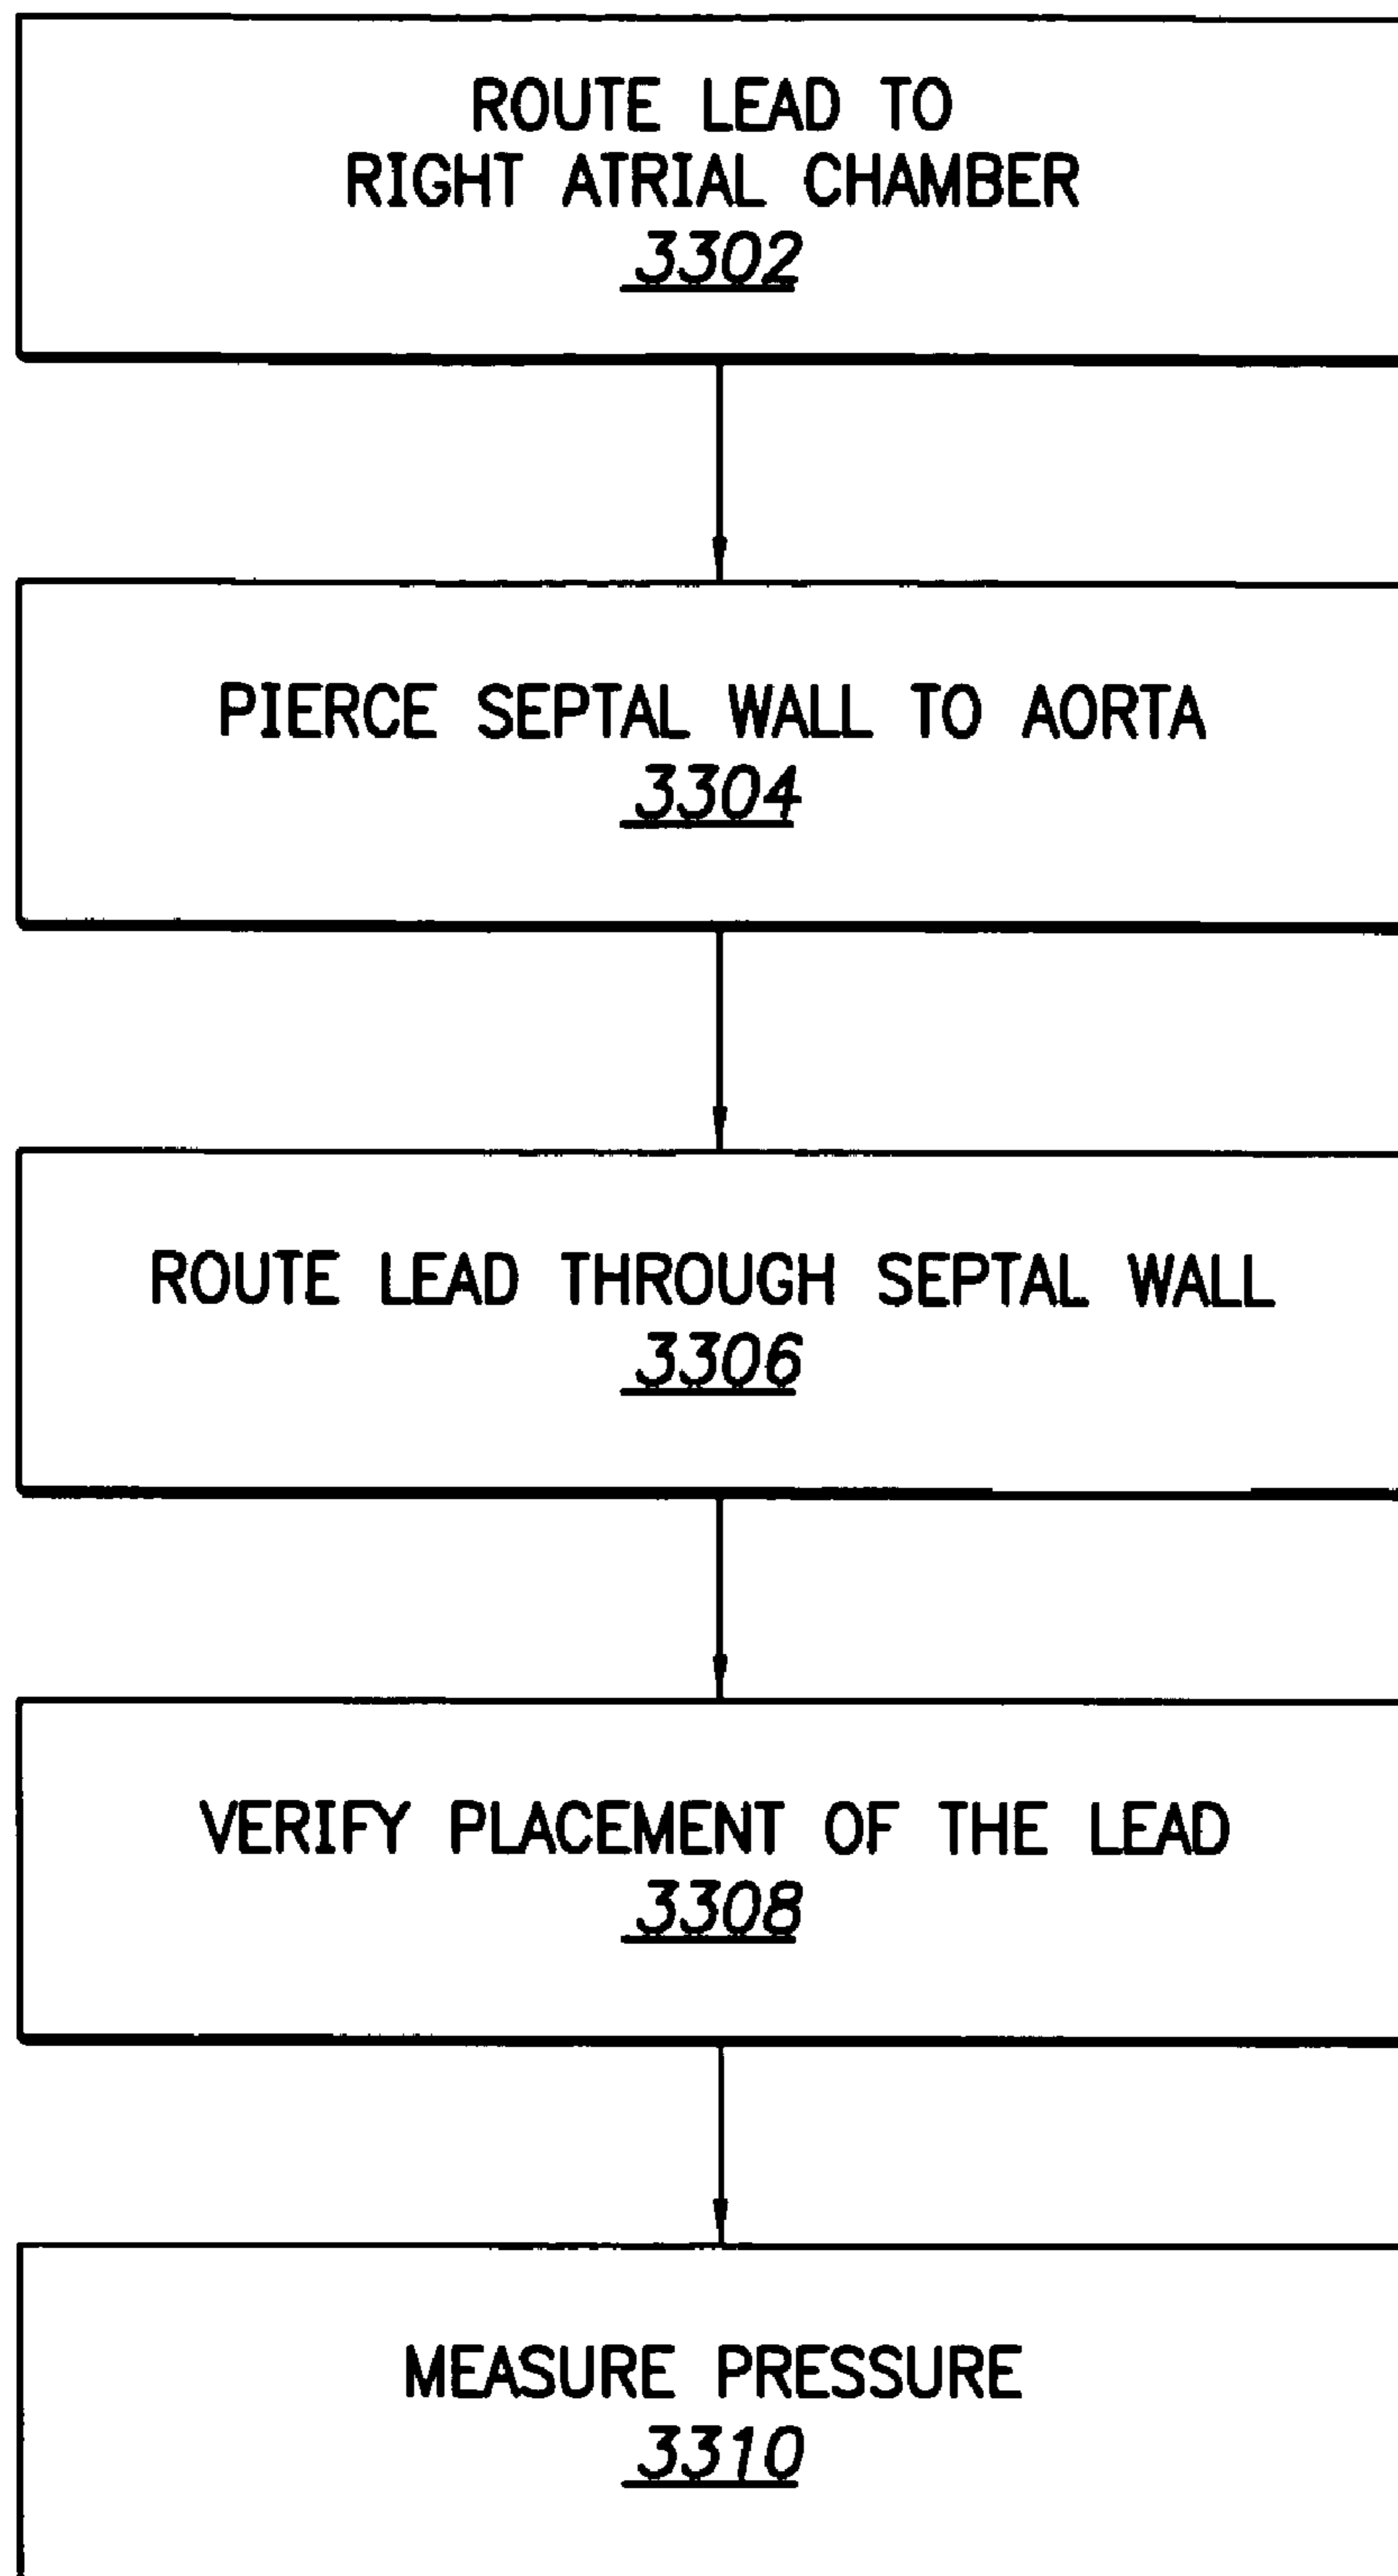 ROUTE LEAD TO
RIGHT ATRIAL CHAMBER
3302
PIERCE SEPTAL WALL TO AORTA
3304
ROUTE LEAD THROUGH SEPTAL WALL
3306
VERIFY PLACEMENT OF THE LEAD
3308
MEASURE PRESSURE
3310